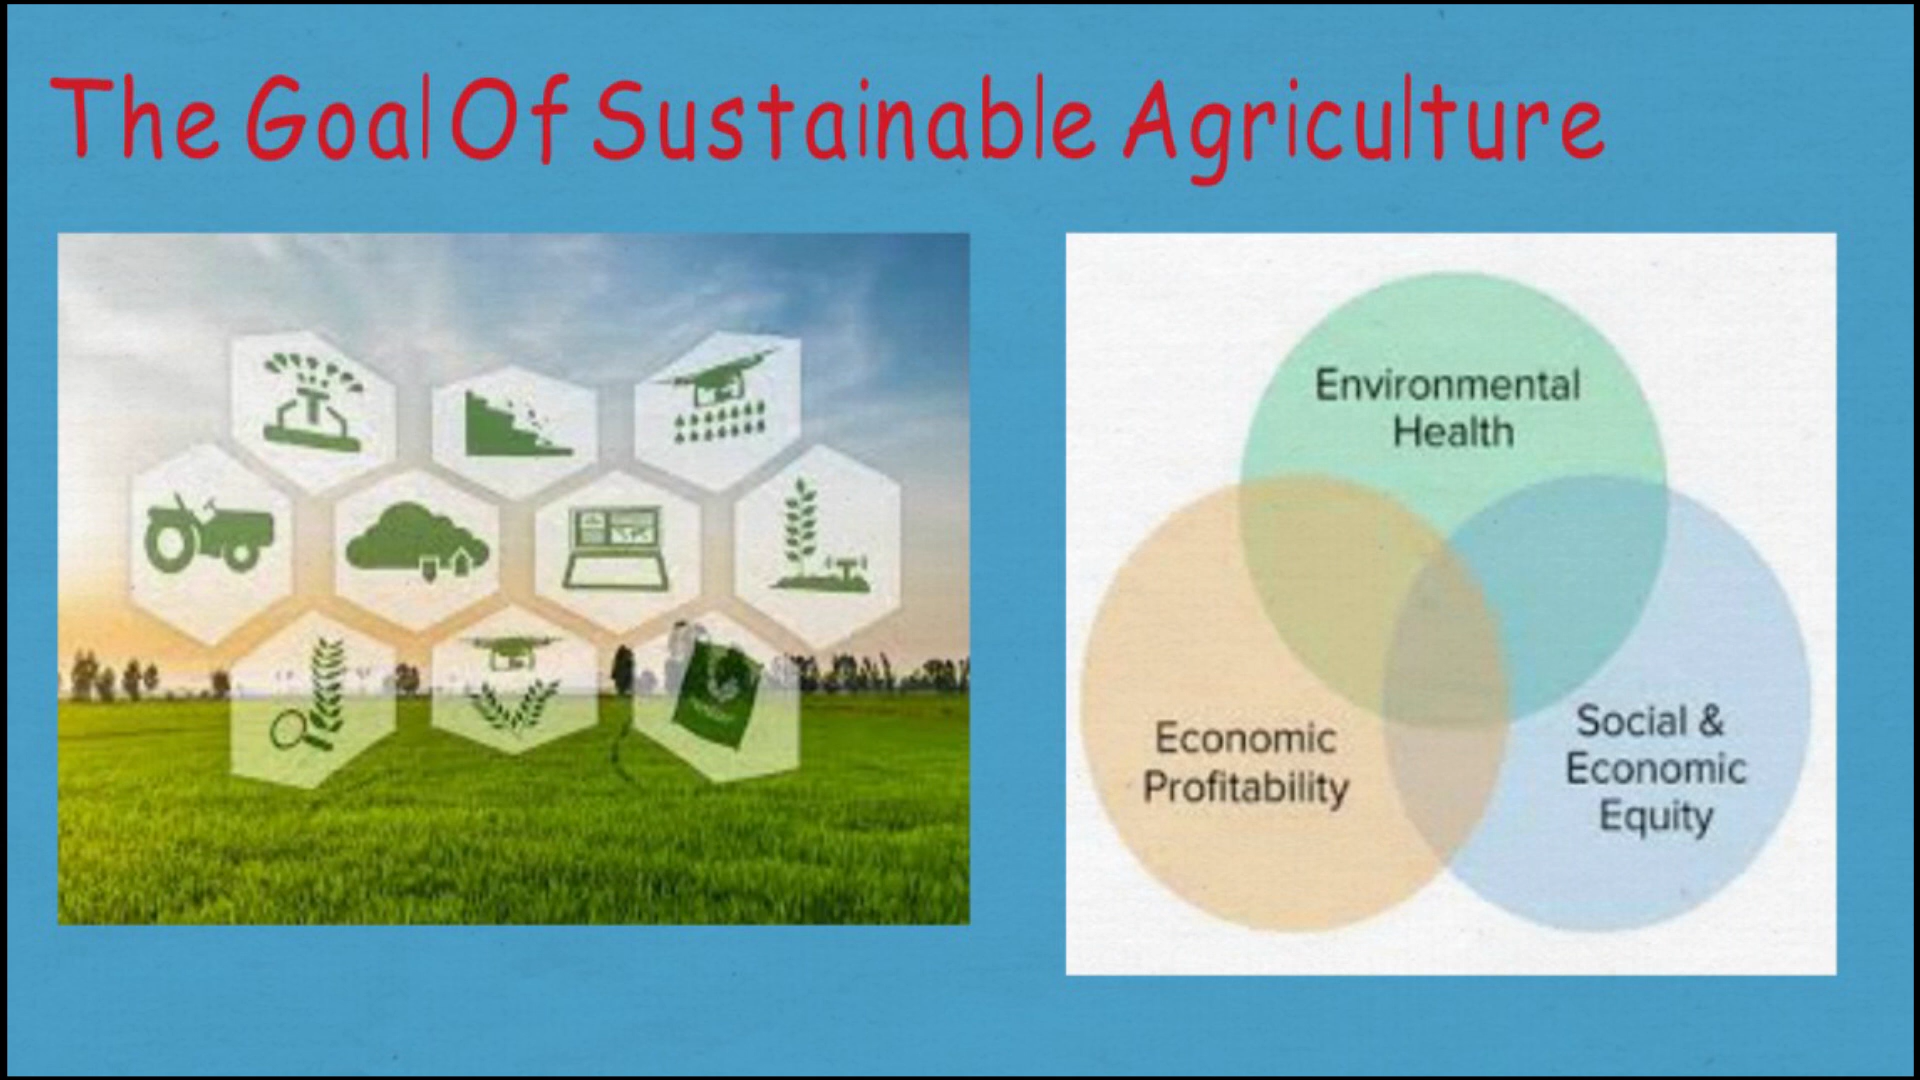 The Goal Of Sustainable Agriculture
Environmental
Health
Economic
Profitability
Social &
Economic
Equity